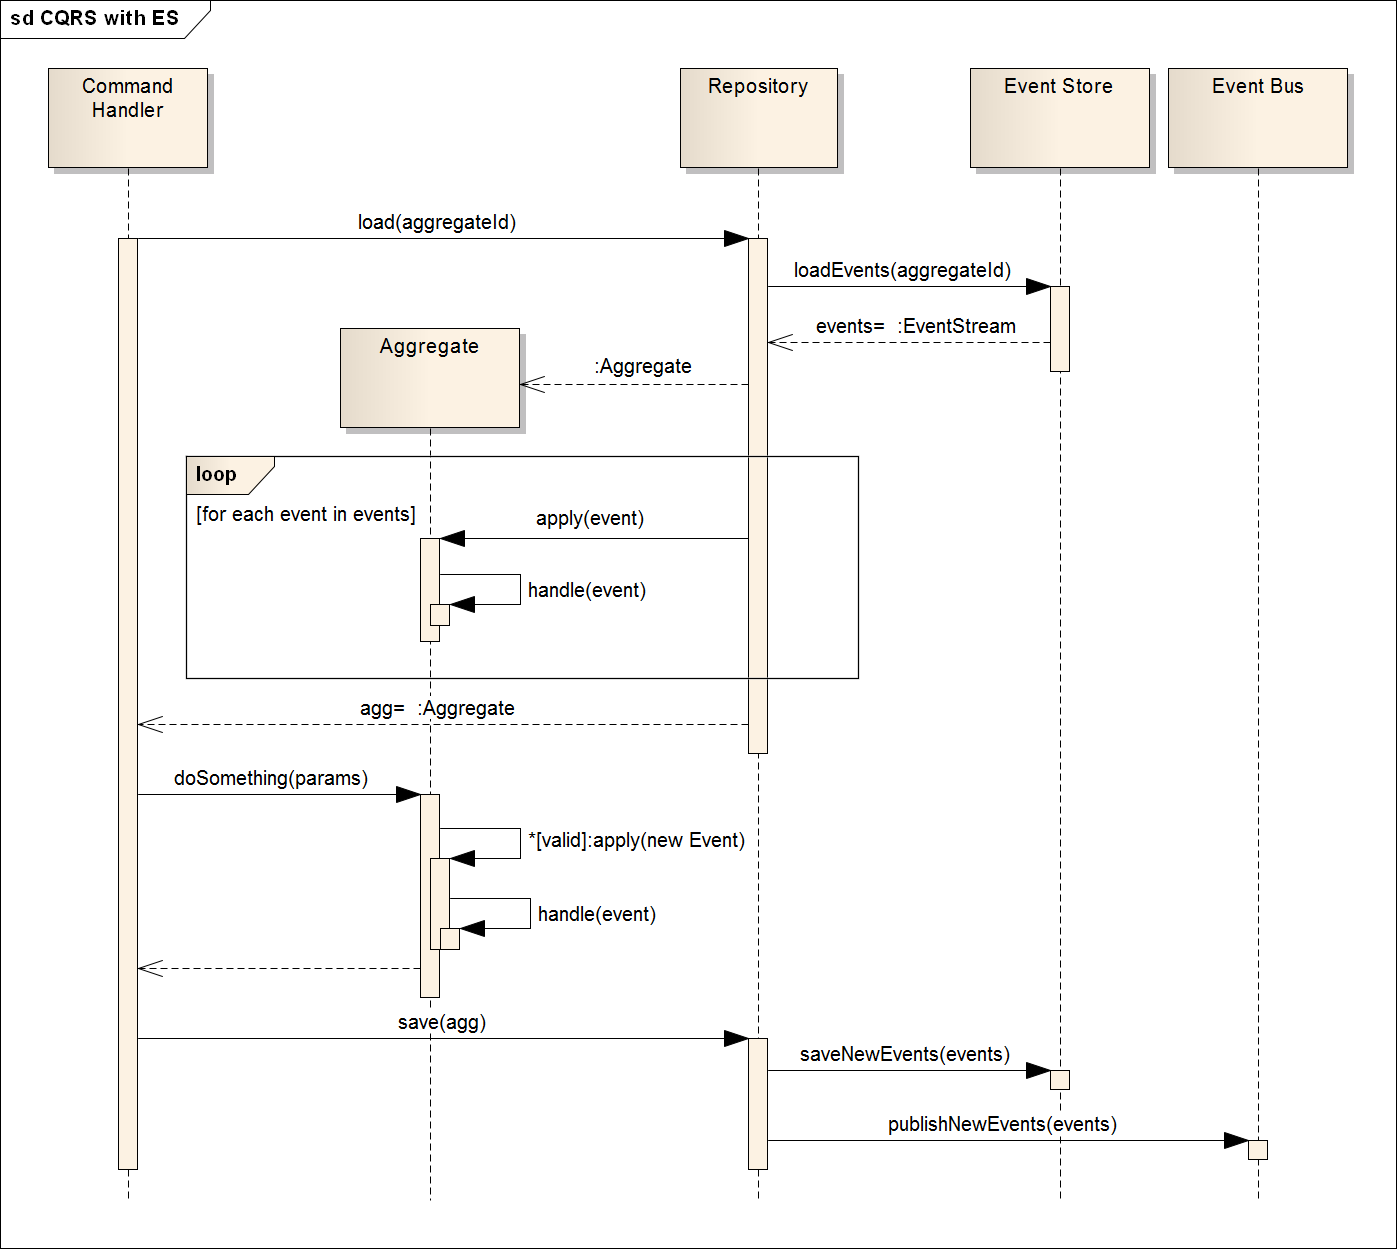 sd CQRS with ES
Command
Handler
Repository
Event Store
Event Bus
load(aggregateId)
loadEvents(aggregateId)
events=  :EventStream
Aggregate
:Aggregate
loop
[for each event in events]
apply(event)
handle(event)
agg=  :Aggregate
doSomething(params)
*[valid]:apply(new Event)
handle(event)
save(agg)
saveNewEvents(events)
publishNewEvents(events)